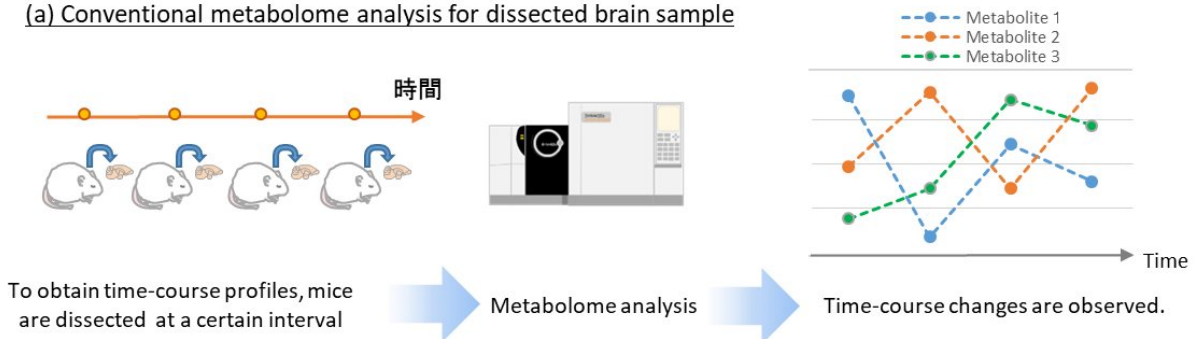 (a) Conventional metabolome analysis for dissected brain sample
Metabolite 1
Metabolite 2
Metabolite 3
時間
Time
To obtain time-course profiles, mice
are dissected at a certain interval
Metabolome analysis
Time-course changes are observed.